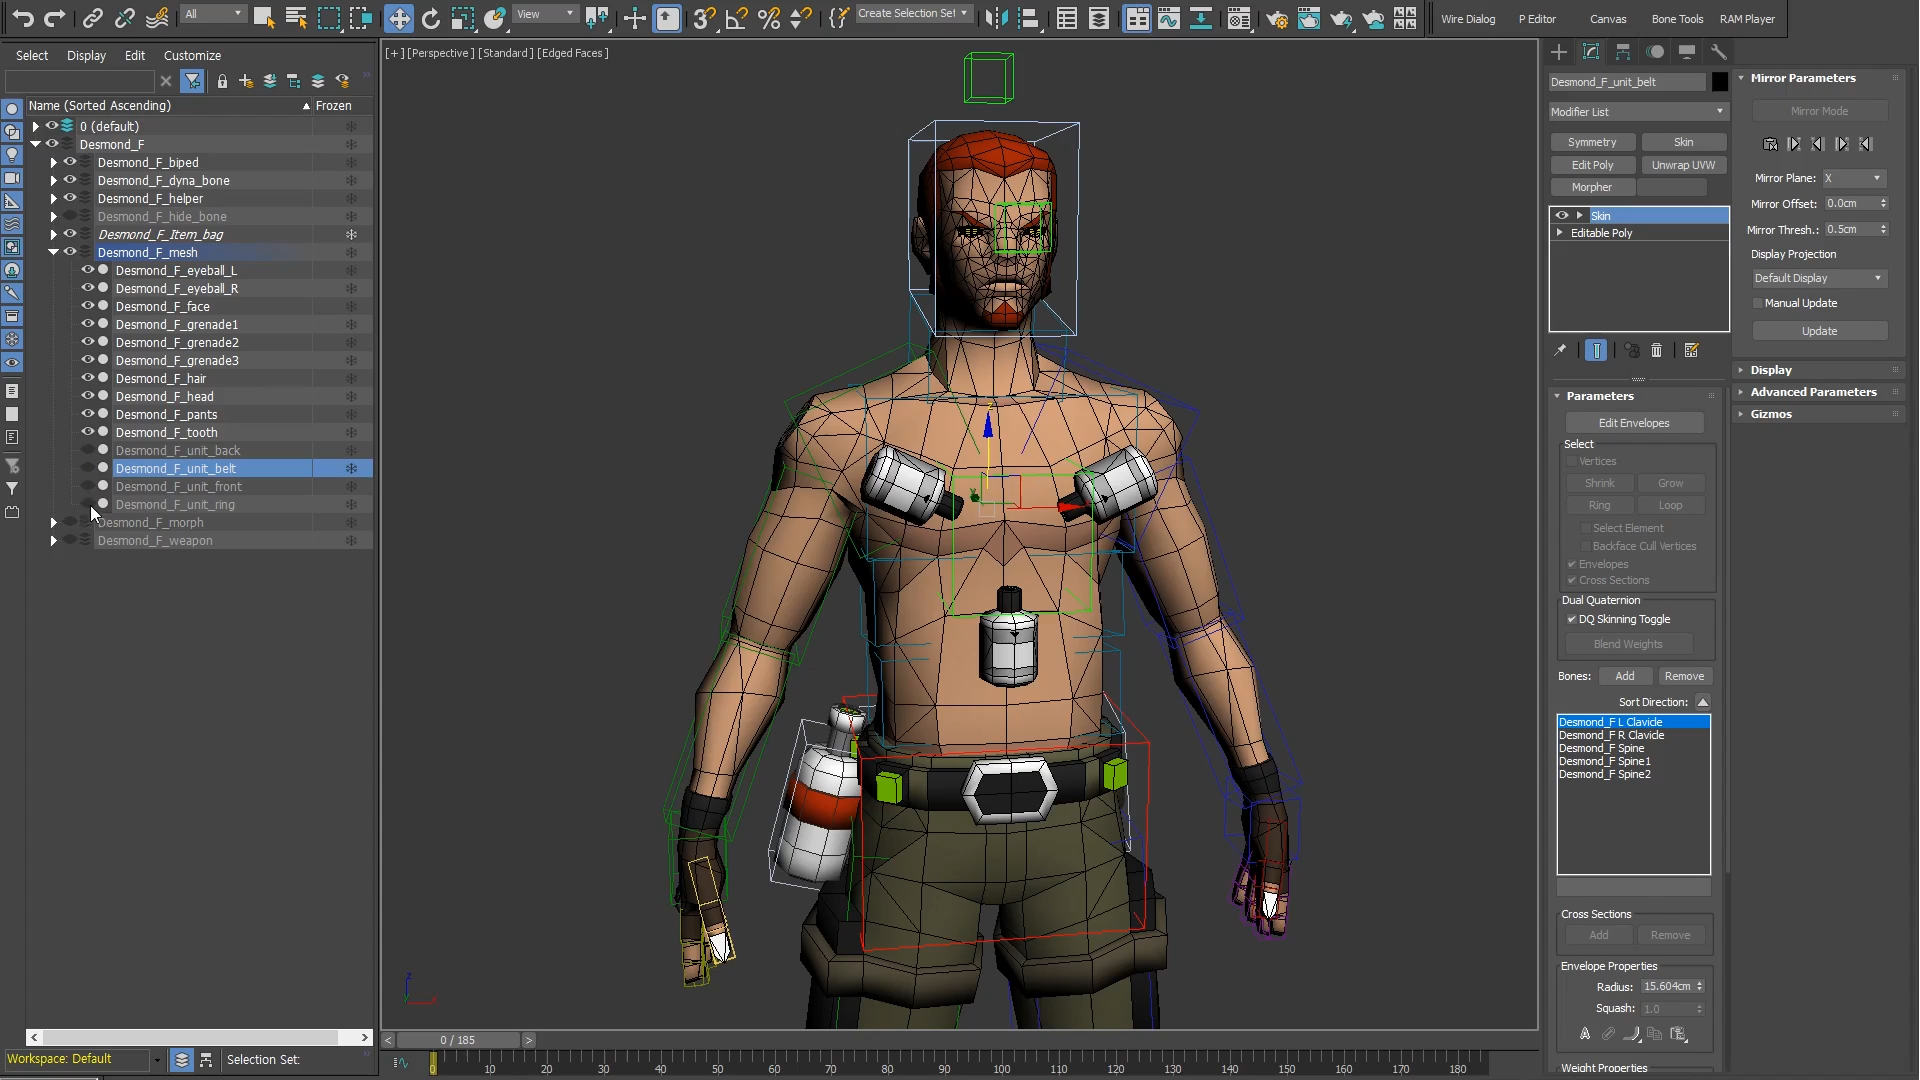 All
View
Create Selection Set
Wire Dialog
P Editor
Canvas
Bone Tools
RAM Player
Select
Display
Edit
Customize
[+] [Perspective] [Standard] [Edged Faces]
Name (Sorted Ascending)
Frozen
0 (default)
Desmond_F
Desmond_F_biped
Desmond_F_dyna_bone
Desmond_F_helper
Desmond_F_hide_bone
Desmond_F_Item_bag
Desmond_F_mesh
Desmond_F_eyeball_L
Desmond_F_eyeball_R
Desmond_F_face
Desmond_F_grenade1
Desmond_F_grenade2
Desmond_F_grenade3
Desmond_F_hair
Desmond_F_head
Desmond_F_pants
Desmond_F_tooth
Desmond_F_unit_back
Desmond_F_unit_belt
Desmond_F_unit_front
Desmond_F_unit_ring
Desmond_F_morph
Desmond_F_weapon
Workspace: Default
Selection Set:
0 / 185
0 10 20 30 40 50 60 70 80 90 100 110 120 130 140 150 160 170 180
Desmond_F_unit_belt
Modifier List
Symmetry
Skin
Edit Poly
Unwrap UVW
Morpher
Skin
Editable Poly
Parameters
Edit Envelopes
Select
Vertices
Shrink
Grow
Ring
Loop
Select Element
Backface Cull Vertices
Envelopes
Cross Sections
Dual Quaternion
DQ Skinning Toggle
Blend Weights
Bones:
Add
Remove
Sort Direction:
Desmond_F L Clavicle
Desmond_F R Clavicle
Desmond_F Spine
Desmond_F Spine1
Desmond_F Spine2
Cross Sections
Add
Remove
Envelope Properties
Radius: 15.604cm
Squash: 1.0
Weight Properties
Mirror Parameters
Mirror Mode
Mirror Plane: X
Mirror Offset: 0.0cm
Mirror Thresh.: 0.5cm
Display Projection
Default Display
Manual Update
Update
Display
Advanced Parameters
Gizmos